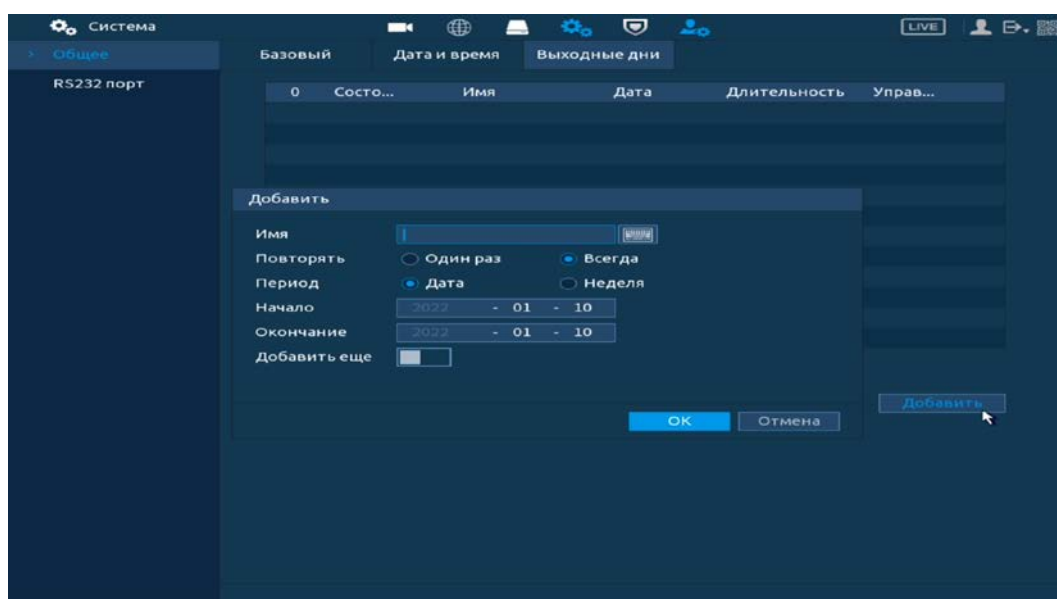 Система LIVE
Общее Базовый Дата и время Выходные дни
RS232 порт
0 Состо... Имя Дата Длительность Управ...
Добавить
Имя
Повторять Один раз Всегда
Период Дата Неделя
Начало 2022 - 01 - 10
Окончание 2022 - 01 - 10
Добавить еще
Добавить
OK Отмена